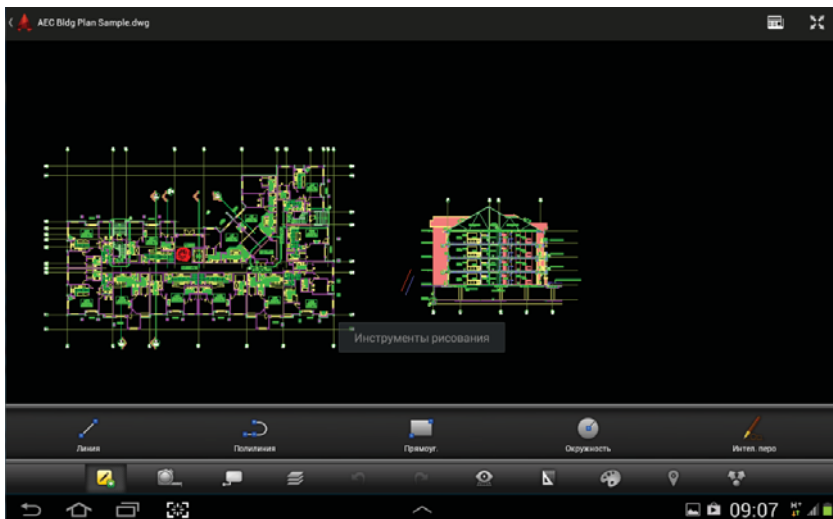 AEC Bldg Plan Sample.dwg
Инструменты рисования
Линия
Полилиния
Прямоуг.
Окружность
Интел. перо
09:07
H+